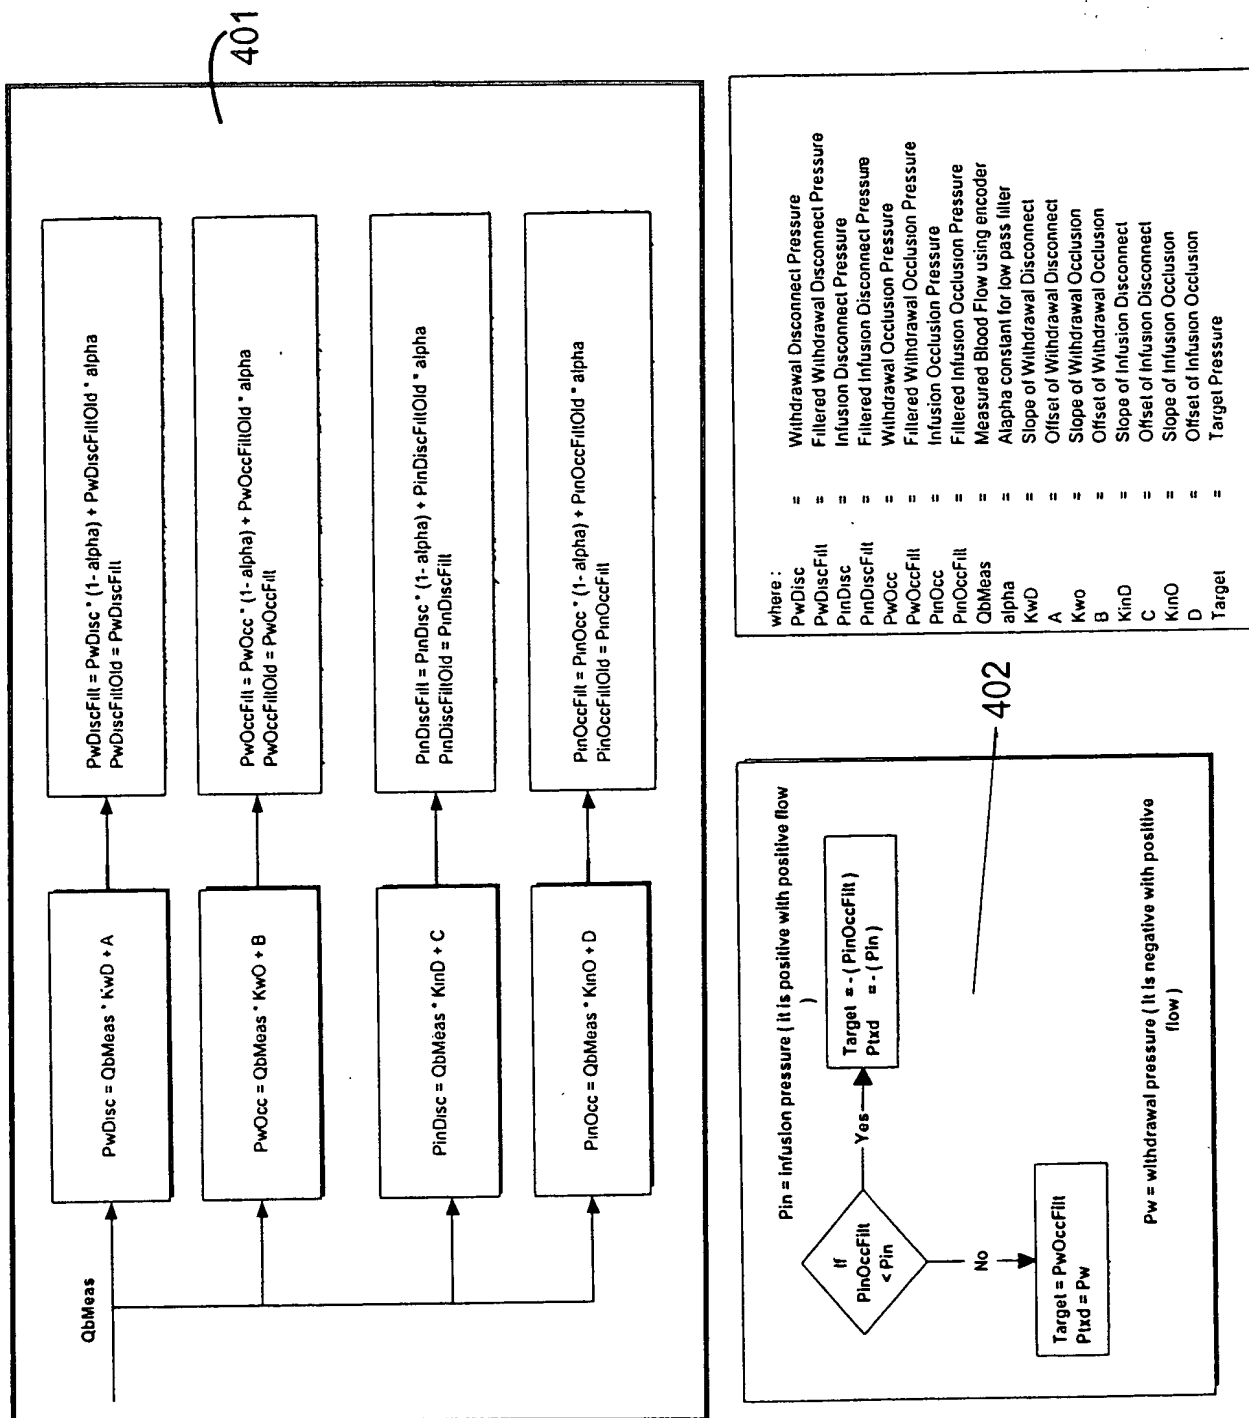 401
QbMeas
PwDisc = QbMeas * KwD + A
PwDiscFilt = PwDisc * (1- alpha) + PwDiscFiltOld * alpha
PwDiscFiltOld = PwDiscFilt
PwOcc = QbMeas * KwO + B
PwOccFilt = PwOcc * (1- alpha) + PwOccFiltOld * alpha
PwOccFiltOld = PwOccFilt
PinDisc = QbMeas * KinD + C
PinDiscFilt = PinDisc * (1- alpha) + PinDiscFiltOld * alpha
PinDiscFiltOld = PinDiscFilt
PinOcc = QbMeas * KinO + D
PinOccFilt = PinOcc * (1- alpha) + PinOccFiltOld * alpha
PinOccFiltOld = PinOccFilt
Pin = infusion pressure ( it is positive with positive flow
)
If
PinOccFilt
< Pin
Yes
Target = - ( PinOccFilt )
Ptxd = - ( Pin )
No
Target = PwOccFilt
Ptxd = Pw
Pw = withdrawal pressure ( It is negative with positive
flow )
402
where :
PwDisc = Withdrawal Disconnect Pressure
PwDiscFilt = Filtered Withdrawal Disconnect Pressure
PinDisc = Infusion Disconnect Pressure
PinDiscFilt = Filtered Infusion Disconnect Pressure
PwOcc = Withdrawal Occlusion Pressure
PwOccFilt = Filtered Withdrawal Occlusion Pressure
PinOcc = Infusion Occlusion Pressure
PinOccFilt = Filtered Infusion Occlusion Pressure
QbMeas = Measured Blood Flow using encoder
alpha = Alapha constant for low pass filter
KwD = Slope of Withdrawal Disconnect
A = Offset of Withdrawal Disconnect
Kwo = Slope of Withdrawal Occlusion
B = Offset of Withdrawal Occlusion
KinD = Slope of Infusion Disconnect
C = Offset of Infusion Disconnect
KinO = Slope of Infusion Occlusion
D = Offset of Infusion Occlusion
Target = Target Pressure